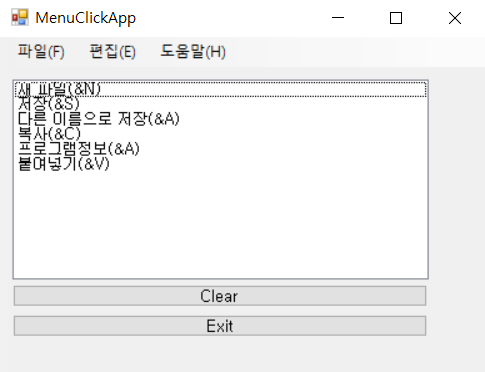 MenuClickApp
파일(F) 편집(E) 도움말(H)
새 파일(&N)
저장(&S)
다른 이름으로 저장(&A)
복사(&C)
프로그램정보(&A)
붙여넣기(&V)
Clear
Exit